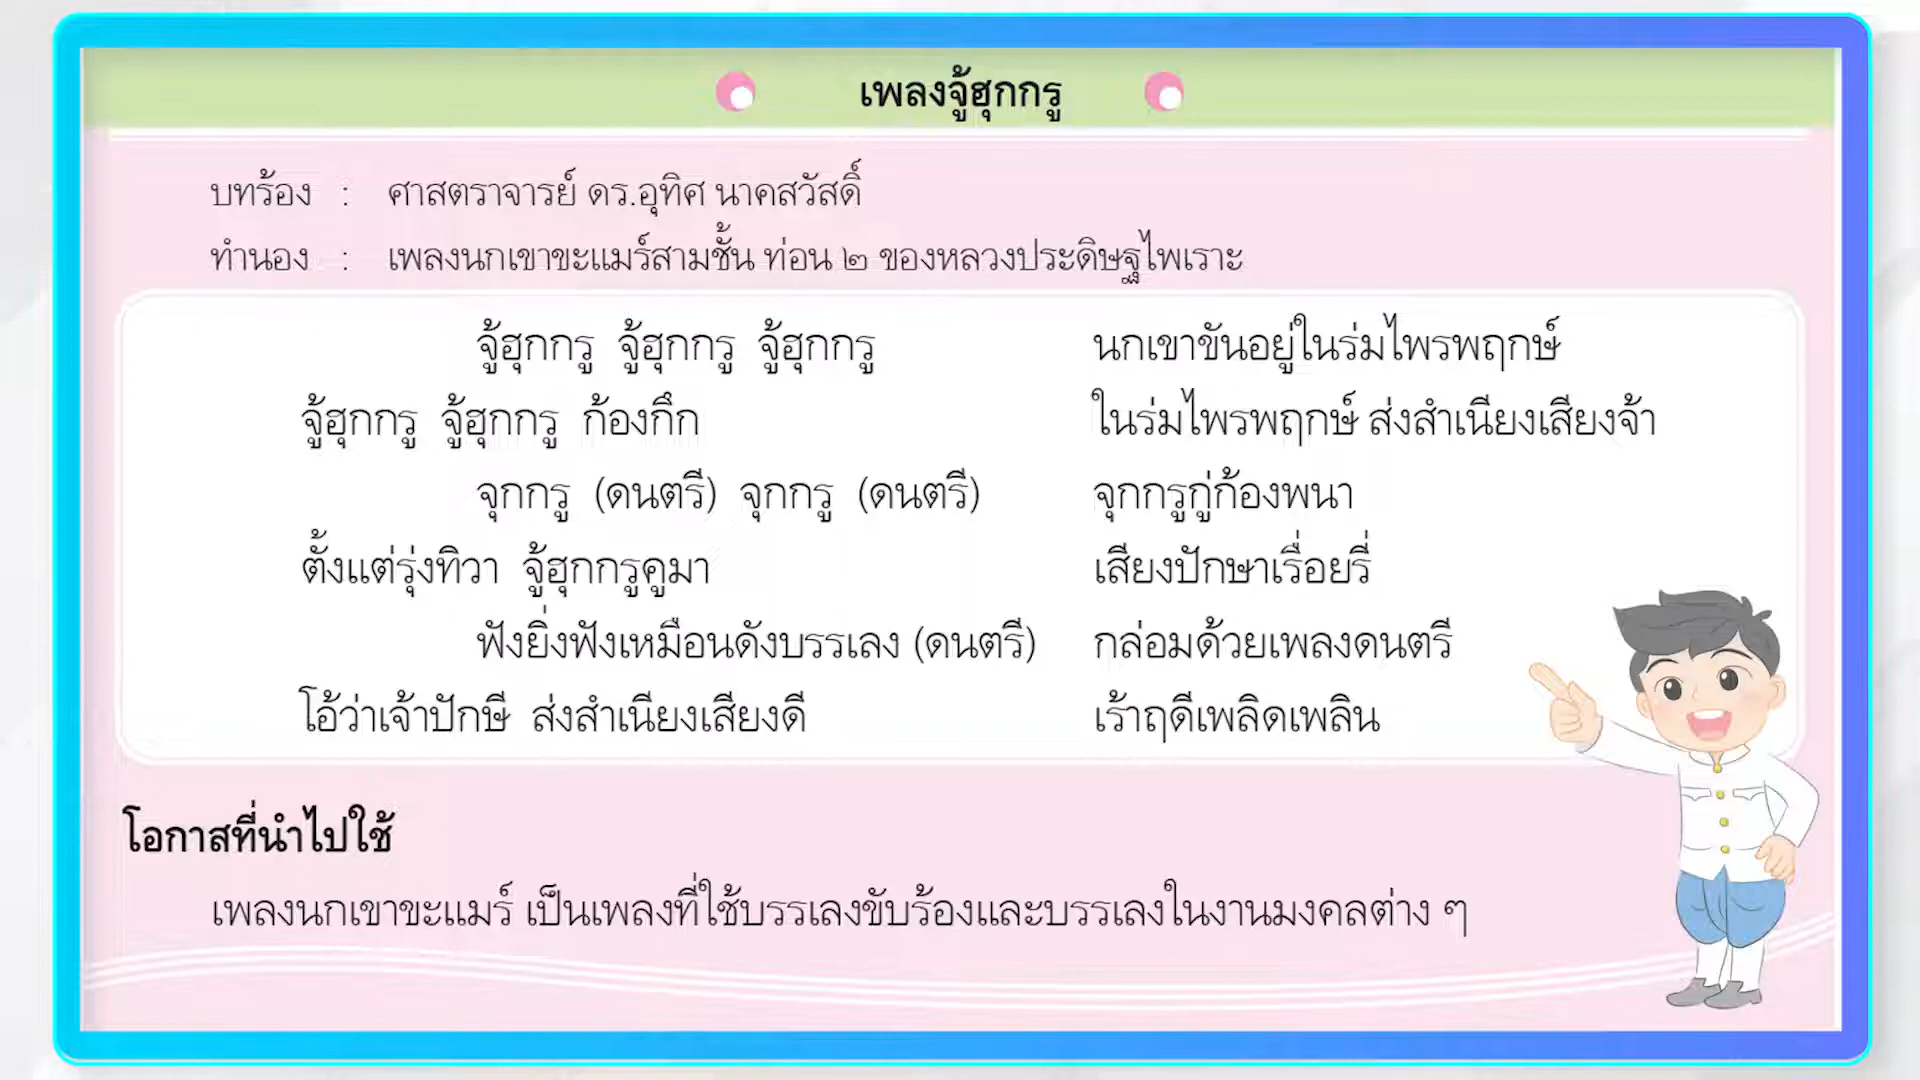 เพลงจู้ฮุกกรู
บทร้อง : ศาสตราจารย์ ดร.อุทิศ นาคสวัสดิ์
ทำนอง : เพลงนกเขาขะแมร์สามชั้น ท่อน ๒ ของหลวงประดิษฐไพเราะ
จู้ฮุกกรู จู้ฮุกกรู จู้ฮุกกรู นกเขาขันอยู่ในร่มไพรพฤกษ์
จู้ฮุกกรู จู้ฮุกกรู ก้องกึก ในร่มไพรพฤกษ์ ส่งสำเนียงเสียงจ้า
จุกกรู (ดนตรี) จุกกรู (ดนตรี) จุกกรูกู่ก้องพนา
ตั้งแต่รุ่งทิวา จู้ฮุกกรูคูมา เสียงปักษาเรื่อยรี่
ฟังยิ่งฟังเหมือนดังบรรเลง (ดนตรี) กล่อมด้วยเพลงดนตรี
โอ้ว่าเจ้าปักษี ส่งสำเนียงเสียงดี เร้าฤดีเพลิดเพลิน
โอกาสที่นำไปใช้
เพลงนกเขาขะแมร์ เป็นเพลงที่ใช้บรรเลงขับร้องและบรรเลงในงานมงคลต่าง ๆ